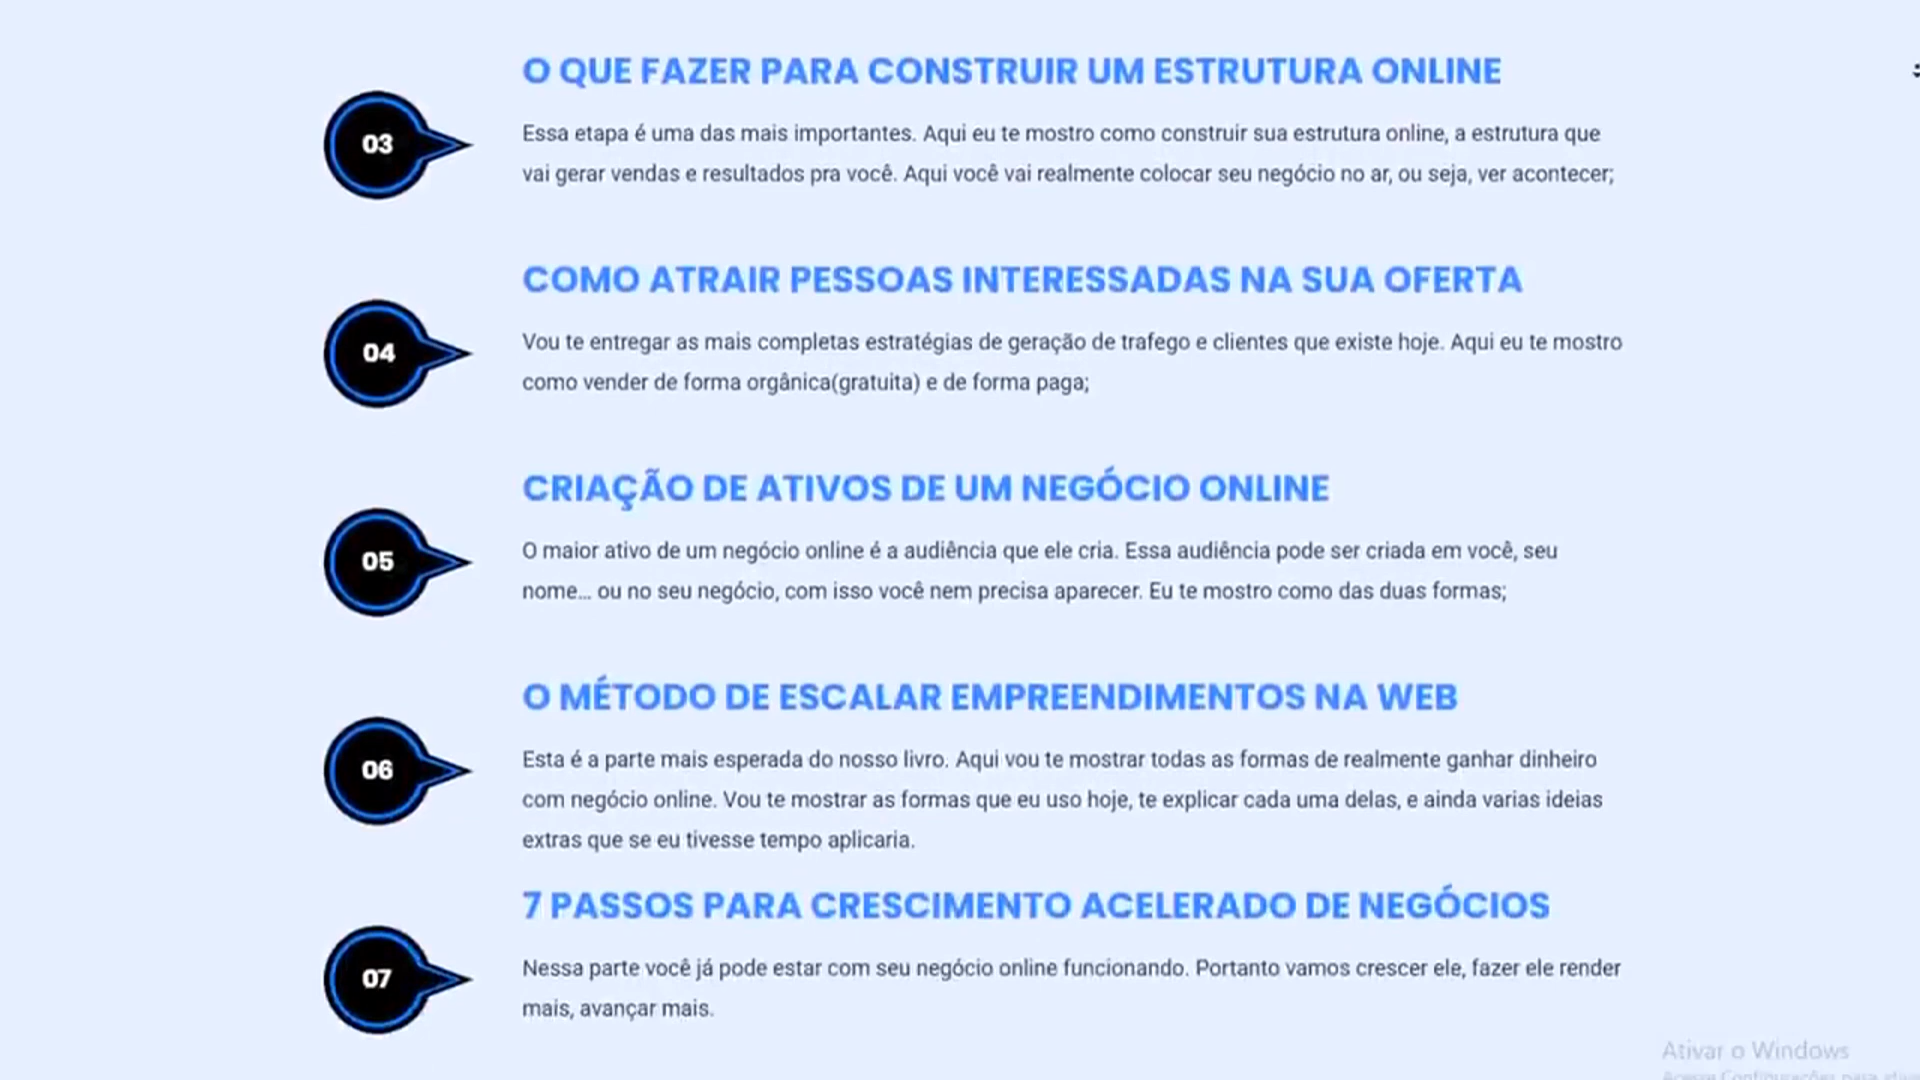 O QUE FAZER PARA CONSTRUIR UM ESTRUTURA ONLINE
03
Essa etapa é uma das mais importantes. Aqui eu te mostro como construir sua estrutura online, a estrutura que
vai gerar vendas e resultados pra você. Aqui você vai realmente colocar seu negócio no ar, ou seja, ver acontecer;
COMO ATRAIR PESSOAS INTERESSADAS NA SUA OFERTA
04
Vou te entregar as mais completas estratégias de geração de trafego e clientes que existe hoje. Aqui eu te mostro
como vender de forma orgânica(gratuita) e de forma paga;
CRIAÇÃO DE ATIVOS DE UM NEGÓCIO ONLINE
05
O maior ativo de um negócio online é a audiência que ele cria. Essa audiência pode ser criada em você, seu
nome... ou no seu negócio, com isso você nem precisa aparecer. Eu te mostro como das duas formas;
O MÉTODO DE ESCALAR EMPREENDIMENTOS NA WEB
06
Esta é a parte mais esperada do nosso livro. Aqui vou te mostrar todas as formas de realmente ganhar dinheiro
com negócio online. Vou te mostrar as formas que eu uso hoje, te explicar cada uma delas, e ainda varias ideias
extras que se eu tivesse tempo aplicaria.
7 PASSOS PARA CRESCIMENTO ACELERADO DE NEGÓCIOS
07
Nessa parte você já pode estar com seu negócio online funcionando. Portanto vamos crescer ele, fazer ele render
mais, avançar mais.
Ativar o Windows
Acesse Configurações para